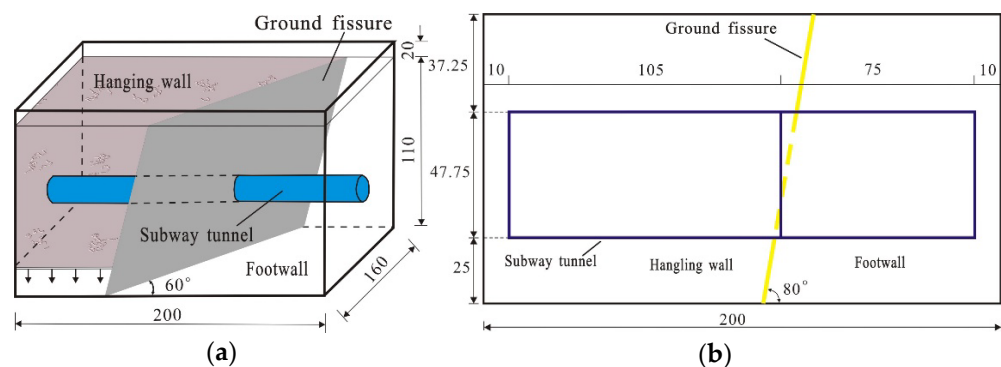 Ground fissure
Hanging wall
20
110
Subway tunnel
Footwall
160
60°
200
(a)
Ground fissure
37.25
10
105
75
10
47.75
25
Subway tunnel
Hangling wall
Footwall
80°
200
(b)